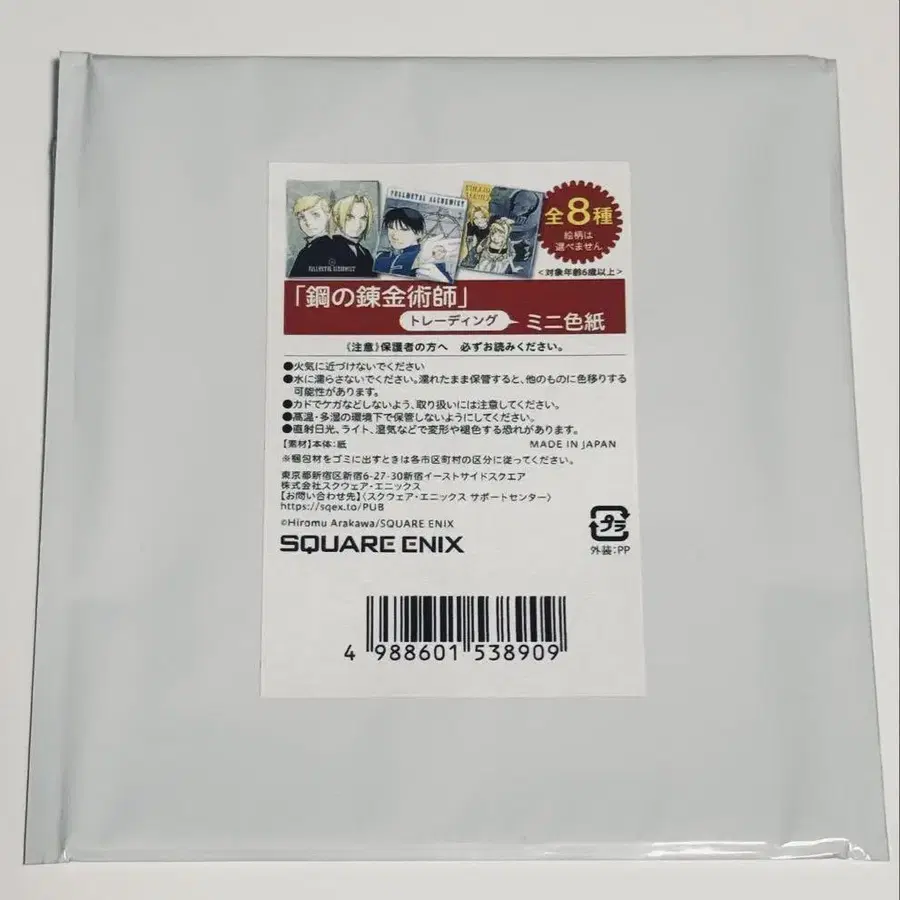 FULLMETAL ALCHEMIST
FULLMETAL ALCHEMIST
全8種
絵柄は
選べません
<対象年齢6歳以上>
「鋼の錬金術師」
トレーディング ミニ色紙
《注意》保護者の方へ 必ずお読みください。
●火気に近づけないでください
●水に濡らさないでください。濡れたまま保管すると、他のものに色移りする
可能性があります。
●カドでケガなどしないよう、取り扱いには注意してください。
●高温・多湿の環境下で保管しないようにしてください。
●直射日光、ライト、湿気などで変形や褪色する恐れがあります。
【素材】本体：紙 MADE IN JAPAN
※梱包材をゴミに出すときは各市区町村の区分に従ってください。
東京都新宿区新宿6-27-30新宿イーストサイドスクエア
株式会社スクウェア・エニックス
【お問い合わせ先】〈スクウェア・エニックス サポートセンター〉
https://sqex.to/PUB
©Hiromu Arakawa/SQUARE ENIX
SQUARE ENIX
プラ
外装：PP
4 988601 538909